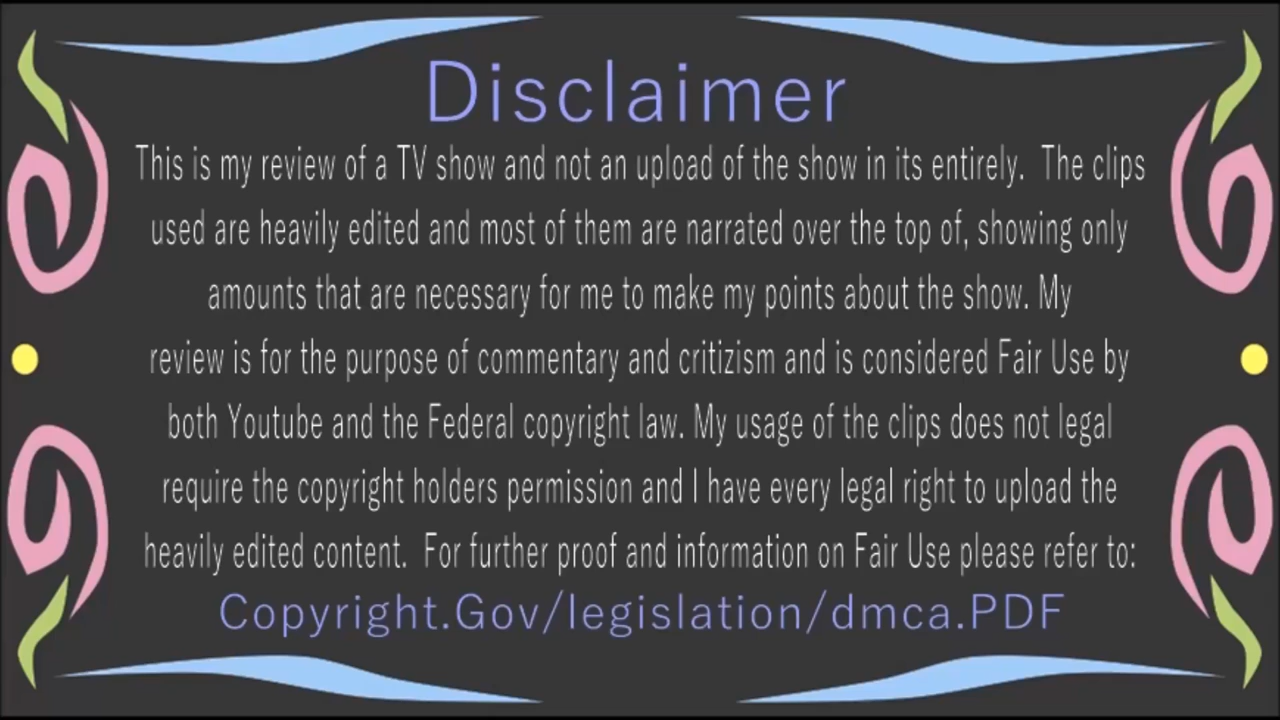 Disclaimer
This is my review of a TV show and not an upload of the show in its entirely. The clips
used are heavily edited and most of them are narrated over the top of, showing only
amounts that are necessary for me to make my points about the show. My
review is for the purpose of commentary and critizism and is considered Fair Use by
both Youtube and the Federal copyright law. My usage of the clips does not legal
require the copyright holders permission and I have every legal right to upload the
heavily edited content. For further proof and information on Fair Use please refer to:
Copyright.Gov/legislation/dmca.PDF